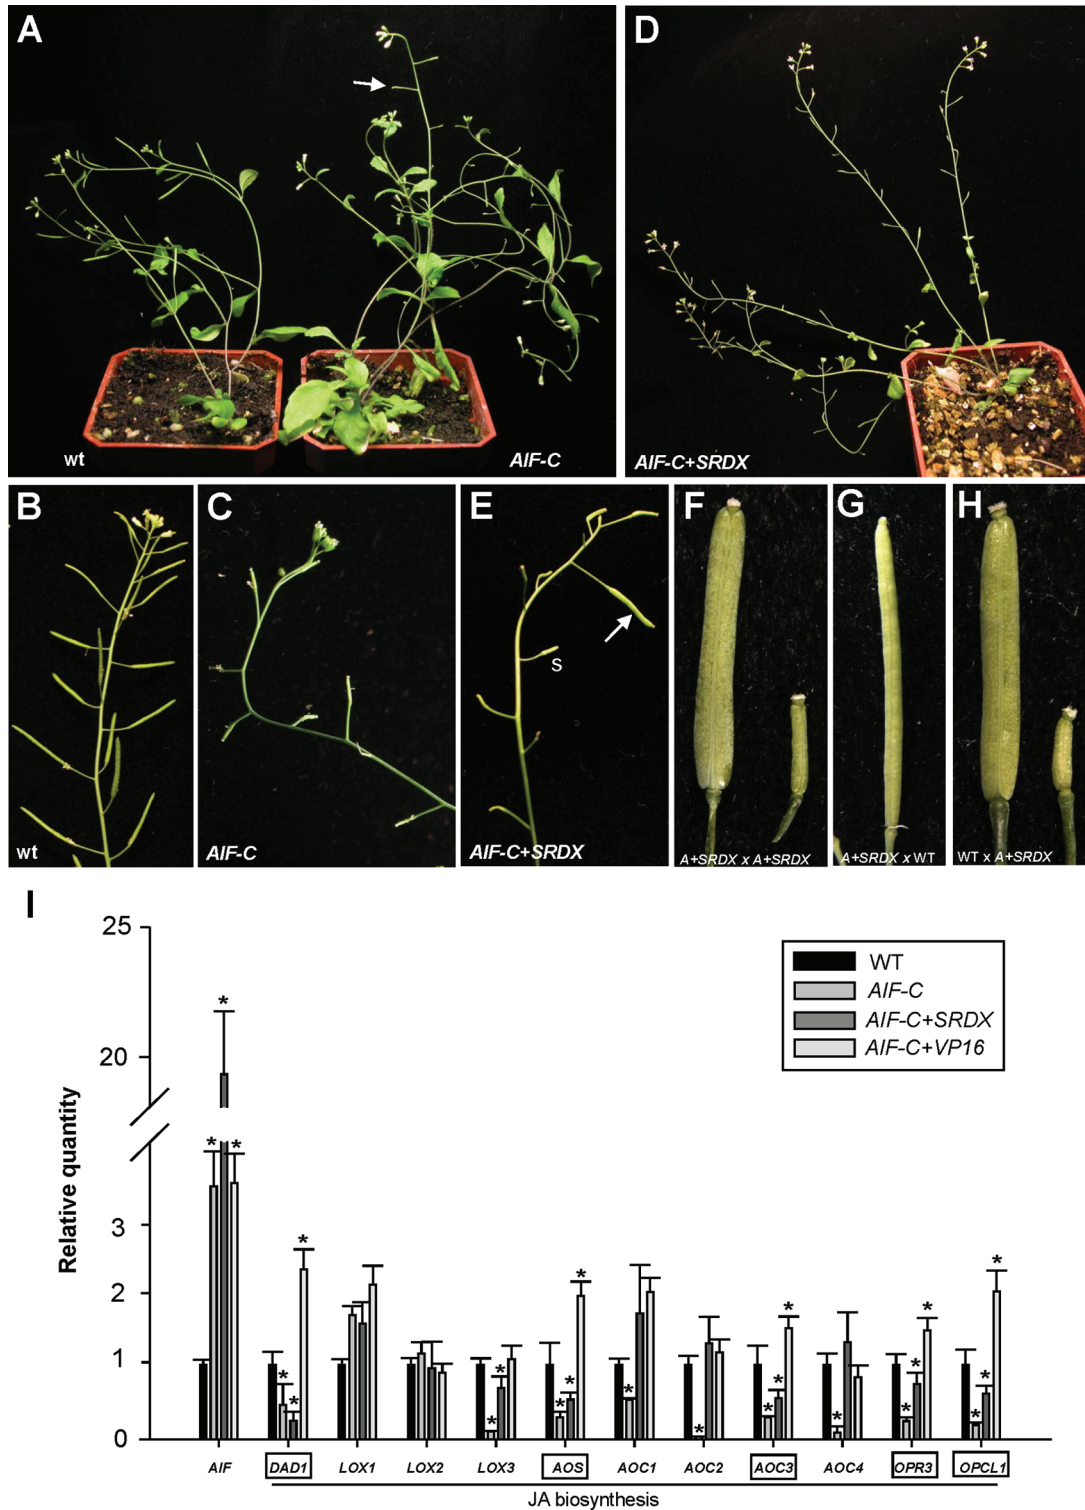 A
wt
AIF-C
D
AIF-C+SRDX
B
wt
C
AIF-C
E
S
AIF-C+SRDX
F
A+SRDX x A+SRDX
G
A+SRDX x WT
H
WT x A+SRDX
I
25
20
3
2
1
0
Relative quantity
WT
AIF-C
AIF-C+SRDX
AIF-C+VP16
* * *
* * *
* *
* * *
*
*
* * *
*
* * *
* * *
AIF DAD1 LOX1 LOX2 LOX3 AOS AOC1 AOC2 AOC3 AOC4 OPR3 OPCL1
JA biosynthesis